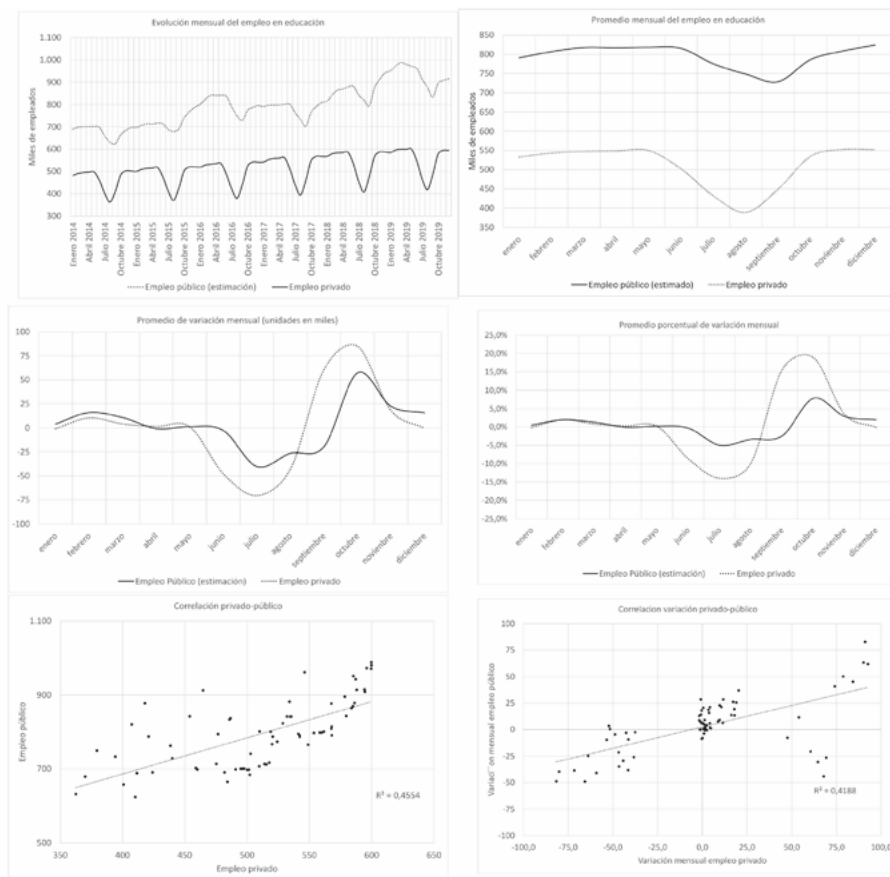 Evolución mensual del empleo en educación
Miles de empleados
1.100
1.000
900
800
700
600
500
400
300
Enero 2014
Abril 2014
Julio 2014
Octubre 2014
Enero 2015
Abril 2015
Julio 2015
Octubre 2015
Enero 2016
Abril 2016
Julio 2016
Octubre 2016
Enero 2017
Abril 2017
Julio 2017
Octubre 2017
Enero 2018
Abril 2018
Julio 2018
Octubre 2018
Enero 2019
Abril 2019
Julio 2019
Octubre 2019
Empleo Público (estimación)
Empleo privado
Promedio mensual del empleo en educación
Miles de empleados
850
800
750
700
650
600
550
500
450
400
350
enero
febrero
marzo
abril
mayo
junio
julio
agosto
septiembre
octubre
noviembre
diciembre
Empleo Público (estimado)
Empleo privado
Promedio de variación mensual (unidades en miles)
100
75
50
25
0
-25
-50
-75
-100
enero
febrero
marzo
abril
mayo
junio
julio
agosto
septiembre
octubre
noviembre
diciembre
Empleo Público (estimación)
Empleo privado
Promedio porcentual de variación mensual
25,0%
20,0%
15,0%
10,0%
5,0%
0,0%
-5,0%
-10,0%
-15,0%
-20,0%
-25,0%
enero
febrero
marzo
abril
mayo
junio
julio
agosto
septiembre
octubre
noviembre
diciembre
Empleo Público (estimación)
Empleo privado
Correlación privado-público
Empleo público
1.100
900
700
500
R² = 0,4554
350
400
450
500
550
600
650
Empleo privado
Correlacion variación privado-público
Variaci¨on mensual empleo público
100
75
50
25
0
-25
-50
-75
-100
R² = 0,4188
-100,0
-75,0
-50,0
-25,0
0,0
25,0
50,0
75,0
100,0
Variación mensual empleo privado